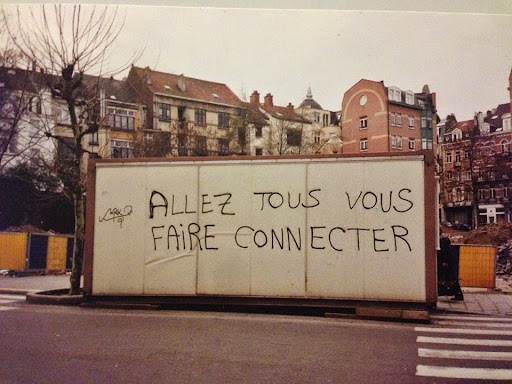 ALLEZ TOUS VOUS
FAIRE CONNECTER